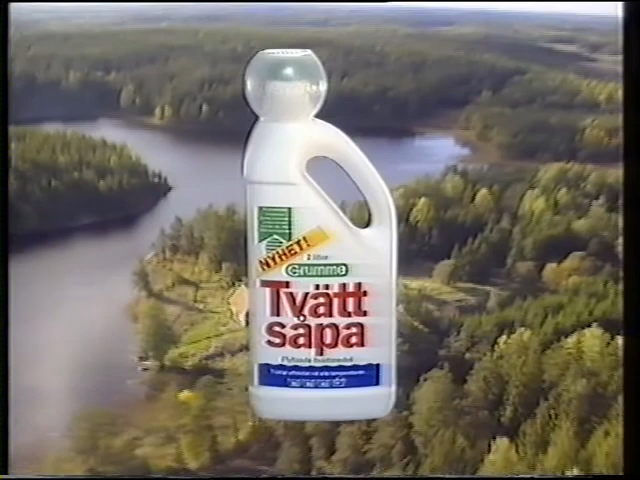 NYHET!
2 liter
Grumme
Tvätt
såpa
Flytande tvättmedel